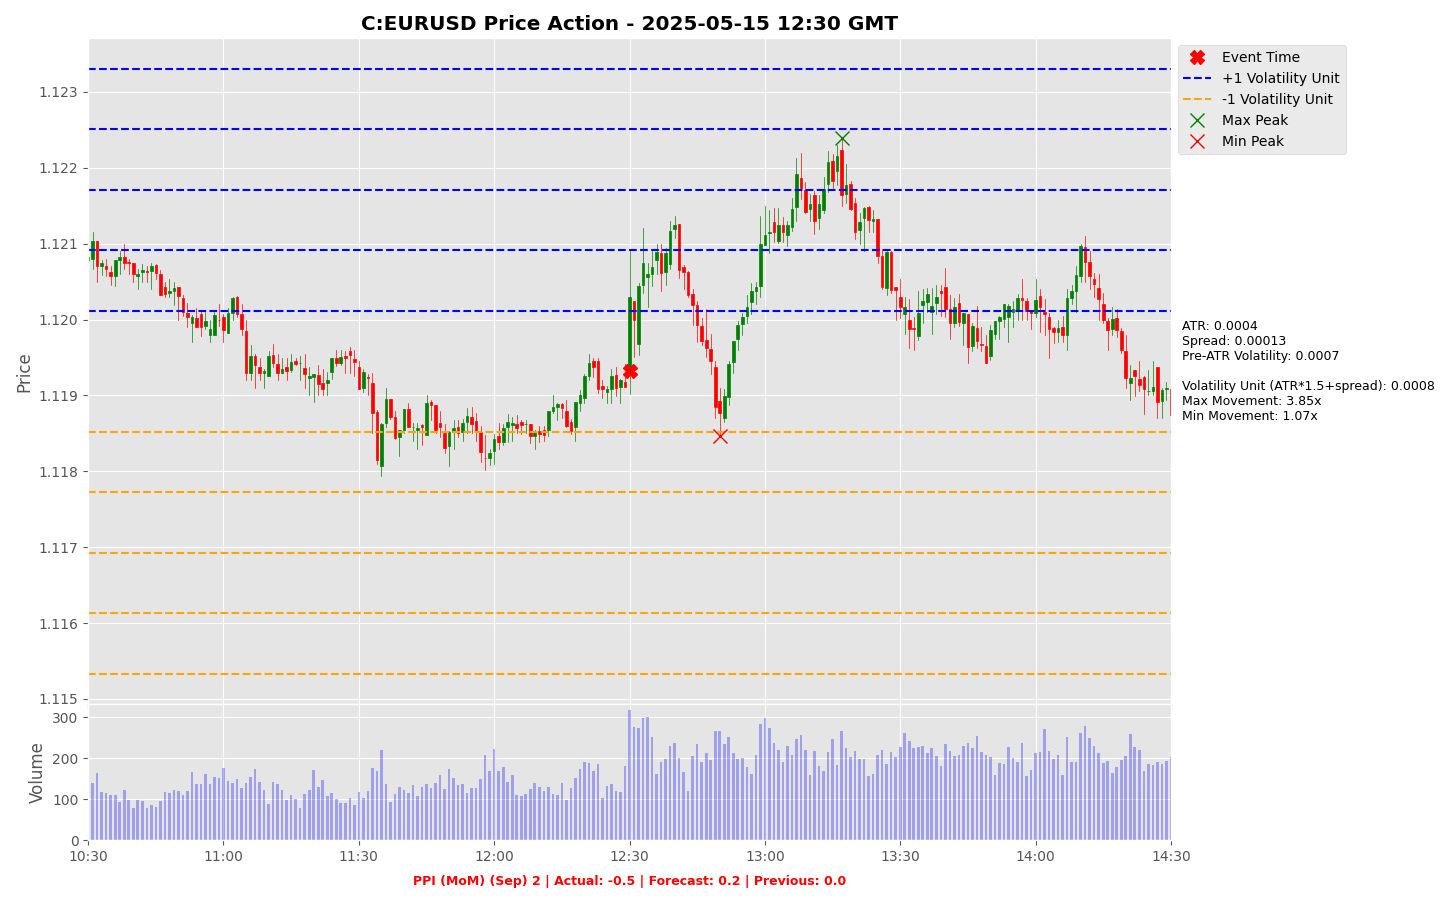 C:EURUSD Price Action - 2025-05-15 12:30 GMT
Event Time
+1 Volatility Unit
-1 Volatility Unit
Max Peak
Min Peak
Price
1.123
1.122
1.121
1.120
1.119
1.118
1.117
1.116
1.115
ATR: 0.0004
Spread: 0.00013
Pre-ATR Volatility: 0.0007
Volatility Unit (ATR*1.5+spread): 0.0008
Max Movement: 3.85x
Min Movement: 1.07x
Volume
300
200
100
0
10:30 11:00 11:30 12:00 12:30 13:00 13:30 14:00 14:30
PPI (MoM) (Sep) 2 | Actual: -0.5 | Forecast: 0.2 | Previous: 0.0